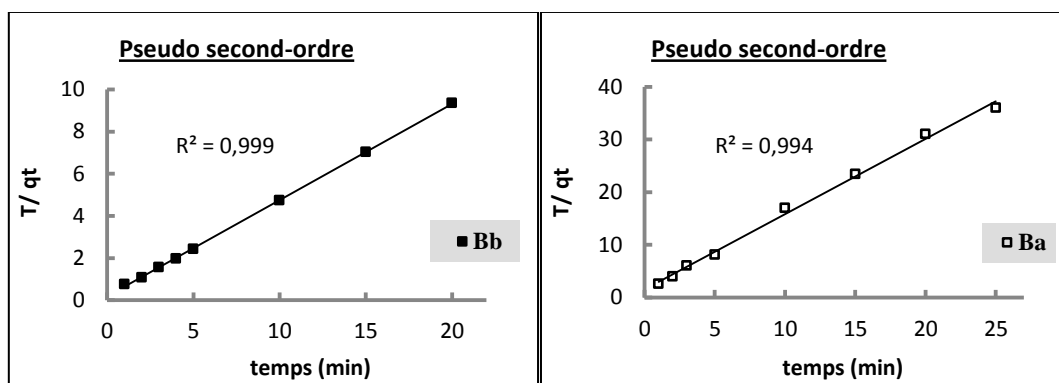 Pseudo second-ordre
10
8
6
4
2
0
T/ qt
R² = 0,999
Bb
0
5
10
15
20
temps (min)
Pseudo second-ordre
40
30
20
10
0
T/ qt
R² = 0,994
Ba
0
5
10
15
20
25
temps (min)